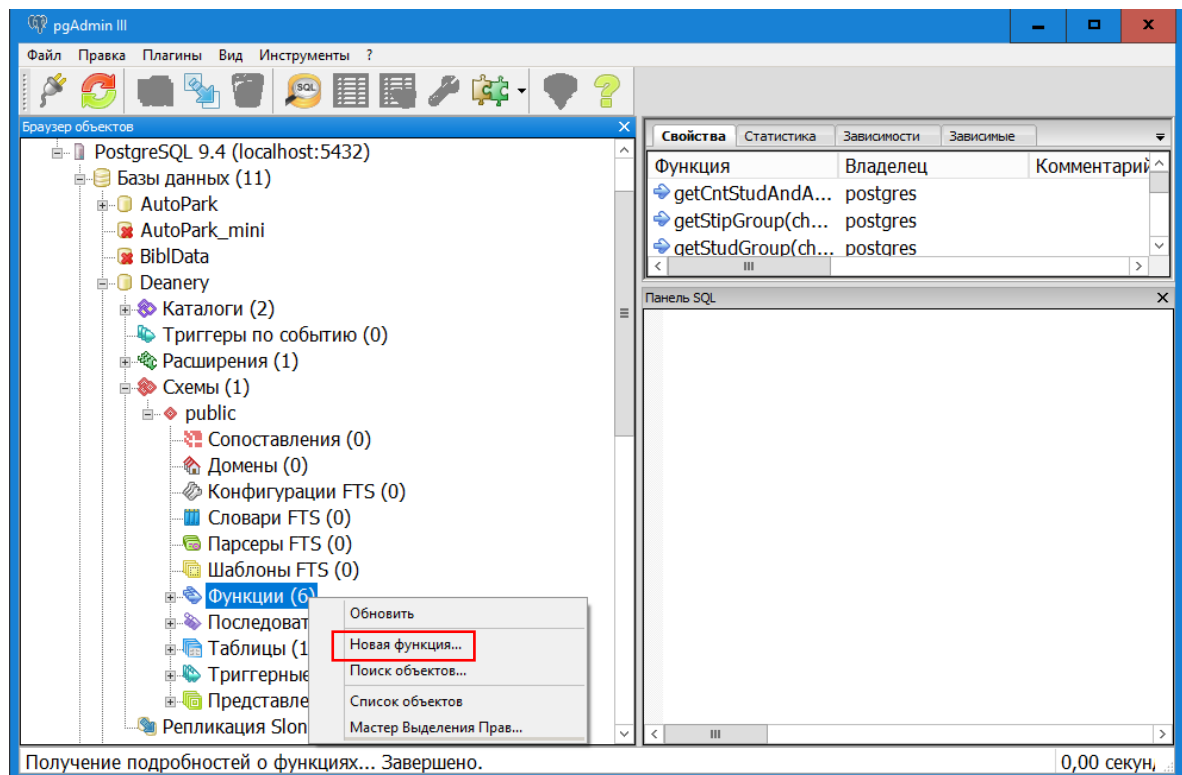 pgAdmin III
Файл Правка Плагины Вид Инструменты ?
SQL
Браузер объектов
PostgreSQL 9.4 (localhost:5432)
Базы данных (11)
AutoPark
AutoPark_mini
BiblData
Deanery
Каталоги (2)
Триггеры по событию (0)
Расширения (1)
Схемы (1)
public
Сопоставления (0)
Домены (0)
Конфигурации FTS (0)
Словари FTS (0)
Парсеры FTS (0)
Шаблоны FTS (0)
Функции (6)
Последоват
Таблицы (1
Триггерные
Представле
Репликация Slon
Обновить
Новая функция...
Поиск объектов...
Список объектов
Мастер Выделения Прав...
Свойства Статистика Зависимости Зависимые
Функция Владелец Комментарий
getCntStudAndA... postgres
getStipGroup(ch... postgres
getStudGroup(ch... postgres
Панель SQL
Получение подробностей о функциях... Завершено.
0,00 секун